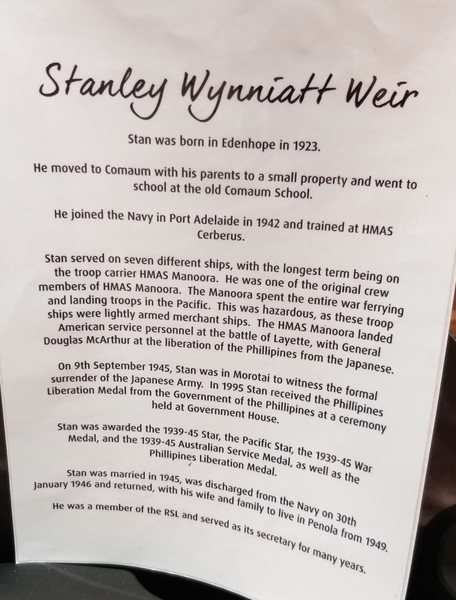 Stanley Wynniatt Weir
Stan was born in Edenhope in 1923.
He moved to Comaum with his parents to a small property and went to
school at the old Comaum School.
He joined the Navy in Port Adelaide in 1942 and trained at HMAS
Cerberus.
Stan served on seven different ships, with the longest term being on
the troop carrier HMAS Manoora. He was one of the original crew
members of HMAS Manoora. The Manoora spent the entire war ferrying
and landing troops in the Pacific. This was hazardous, as these troop
ships were lightly armed merchant ships. The HMAS Manoora landed
American service personnel at the battle of Layette, with General
Douglas McArthur at the liberation of the Phillipines from the Japanese.
On 9th September 1945, Stan was in Morotai to witness the formal
surrender of the Japanese Army. In 1995 Stan received the Phillipines
Liberation Medal from the Government of the Phillipines at a ceremony
held at Government House.
Stan was awarded the 1939-45 Star, the Pacific Star, the 1939-45 War
Medal, and the 1939-45 Australian Service Medal, as well as the
Phillipines Liberation Medal.
Stan was married in 1945, was discharged from the Navy on 30th
January 1946 and returned, with his wife and family to live in Penola from 1949.
He was a member of the RSL and served as its secretary for many years.